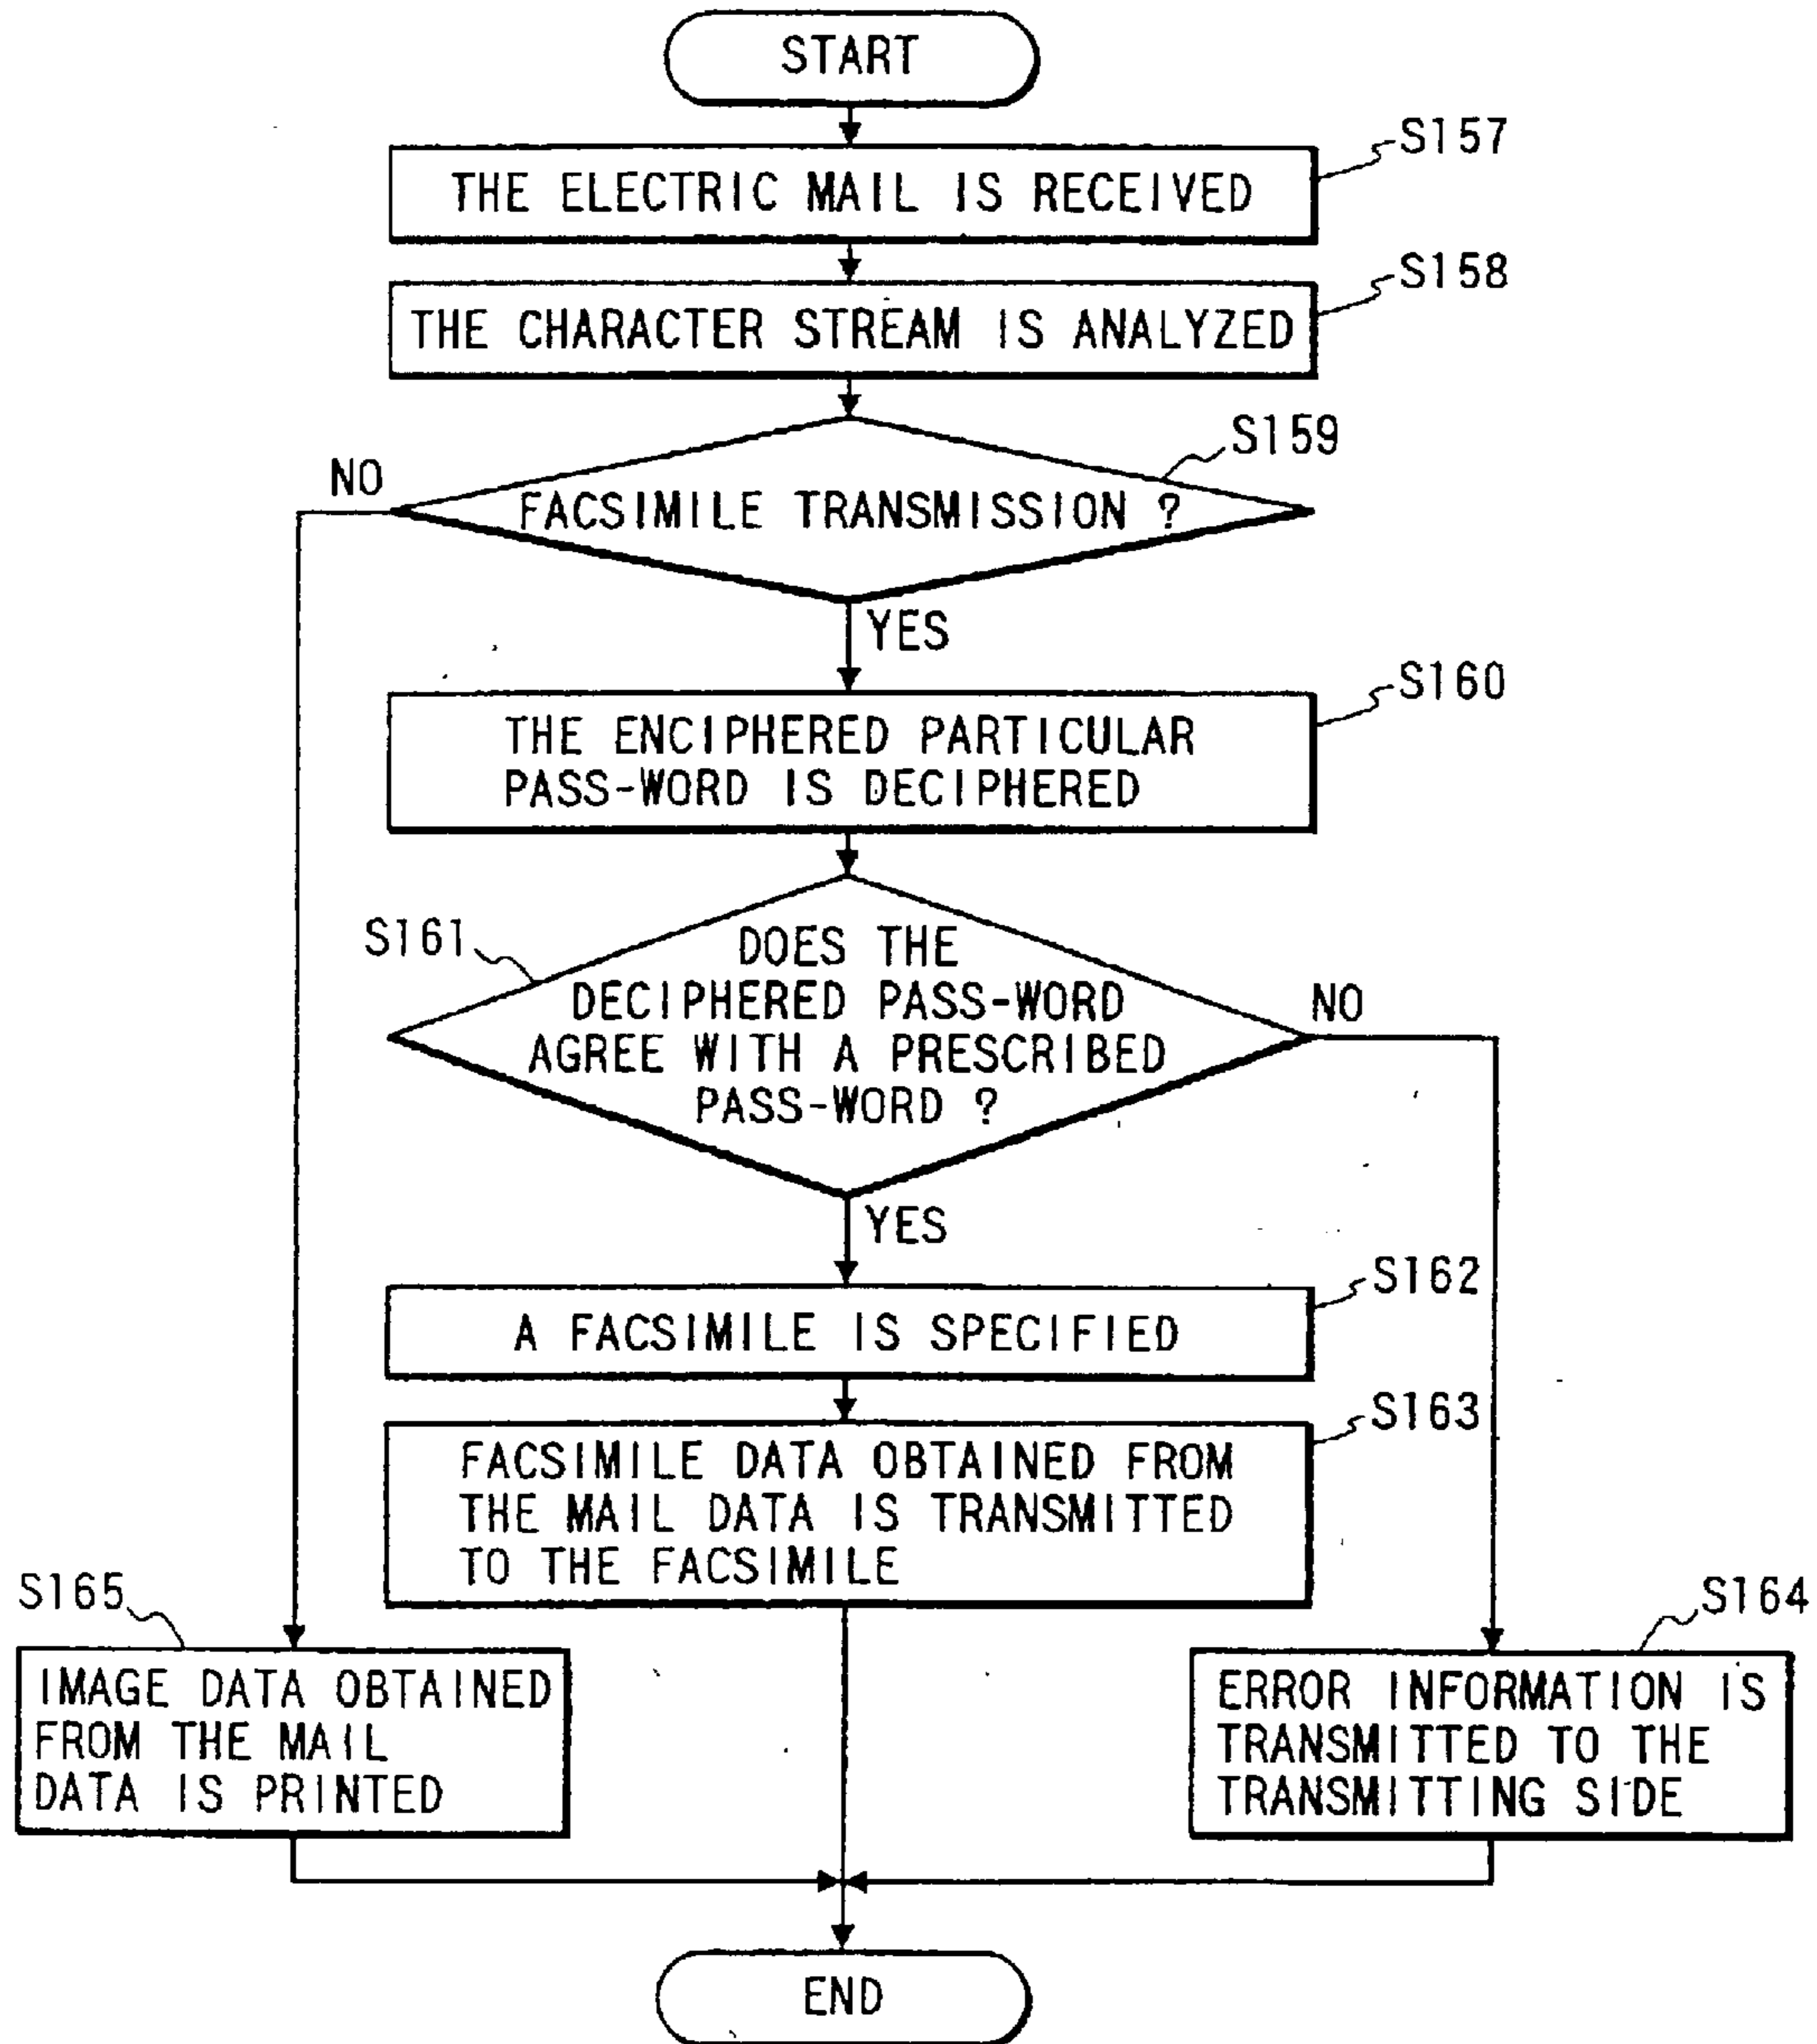 START
S157
THE ELECTRIC MAIL IS RECEIVED
S158
THE CHARACTER STREAM IS ANALYZED
S159
NO
FACSIMILE TRANSMISSION ?
YES
S160
THE ENCIPHERED PARTICULAR
PASS-WORD IS DECIPHERED
S161
DOES THE
DECIPHERED PASS-WORD
AGREE WITH A PRESCRIBED
PASS-WORD ?
NO
YES
S162
A FACSIMILE IS SPECIFIED
S163
FACSIMILE DATA OBTAINED FROM
THE MAIL DATA IS TRANSMITTED
TO THE FACSIMILE
S165
IMAGE DATA OBTAINED
FROM THE MAIL
DATA IS PRINTED
S164
ERROR INFORMATION IS
TRANSMITTED TO THE
TRANSMITTING SIDE
END